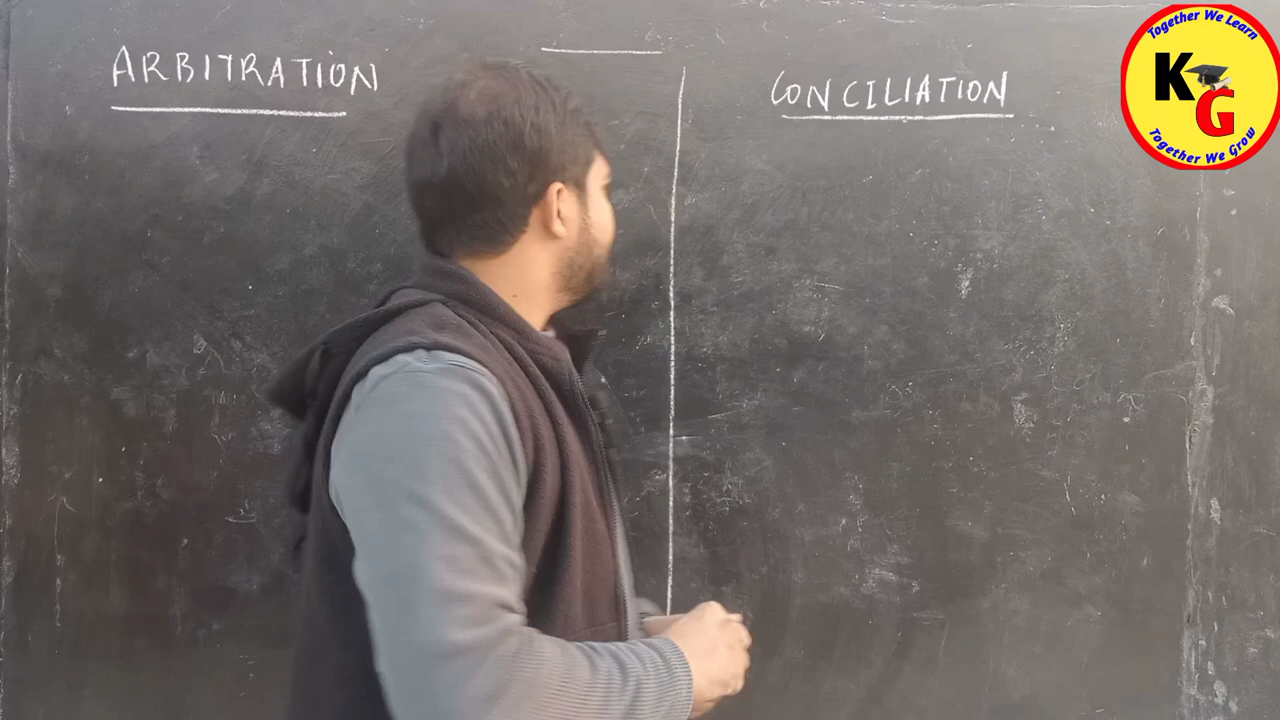 ARBITRATION
CONCILIATION
Together We Learn
KG
Together We Grow